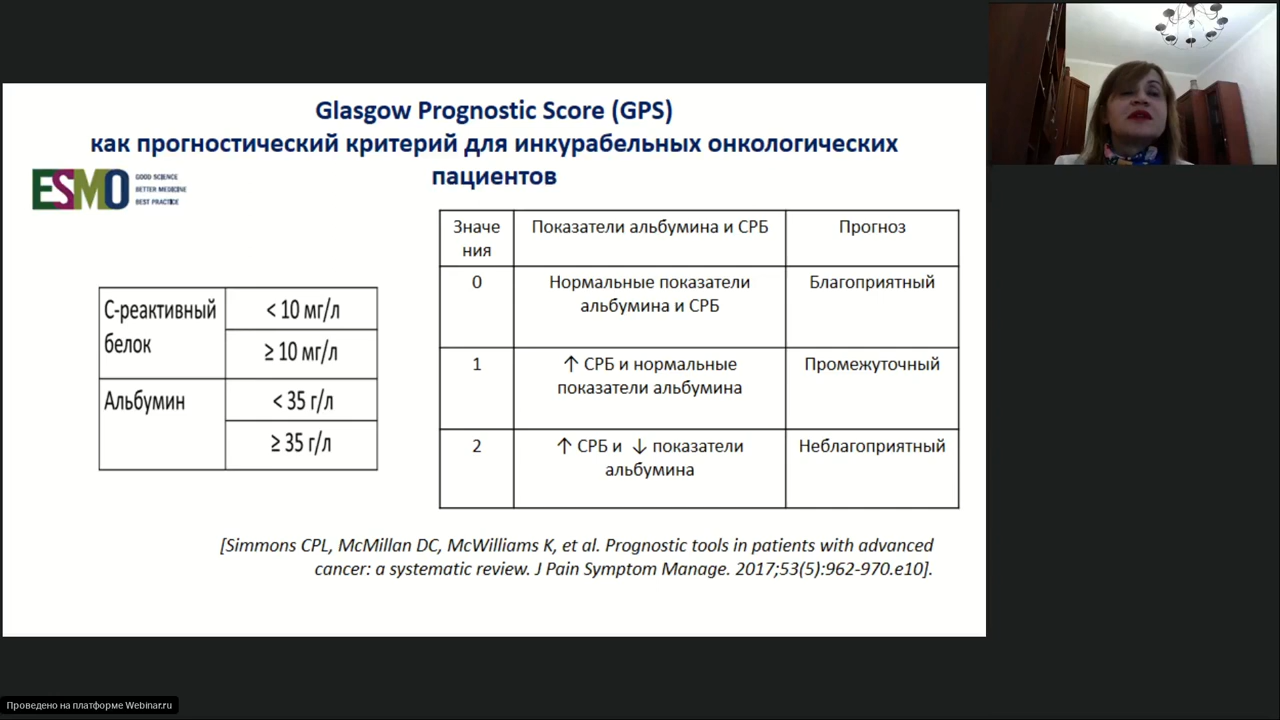 Glasgow Prognostic Score (GPS)
как прогностический критерий для инкурабельных онкологических
пациентов
ESMO
GOOD SCIENCE
BETTER MEDICINE
BEST PRACTICE
С-реактивный
белок
< 10 мг/л
≥ 10 мг/л
Альбумин
< 35 г/л
≥ 35 г/л
Значе
ния
Показатели альбумина и СРБ
Прогноз
0
Нормальные показатели
альбумина и СРБ
Благоприятный
1
↑ СРБ и нормальные
показатели альбумина
Промежуточный
2
↑ СРБ и ↓ показатели
альбумина
Неблагоприятный
[Simmons CPL, McMillan DC, McWilliams K, et al. Prognostic tools in patients with advanced
cancer: a systematic review. J Pain Symptom Manage. 2017;53(5):962-970.e10].
Проведено на платформе Webinar.ru